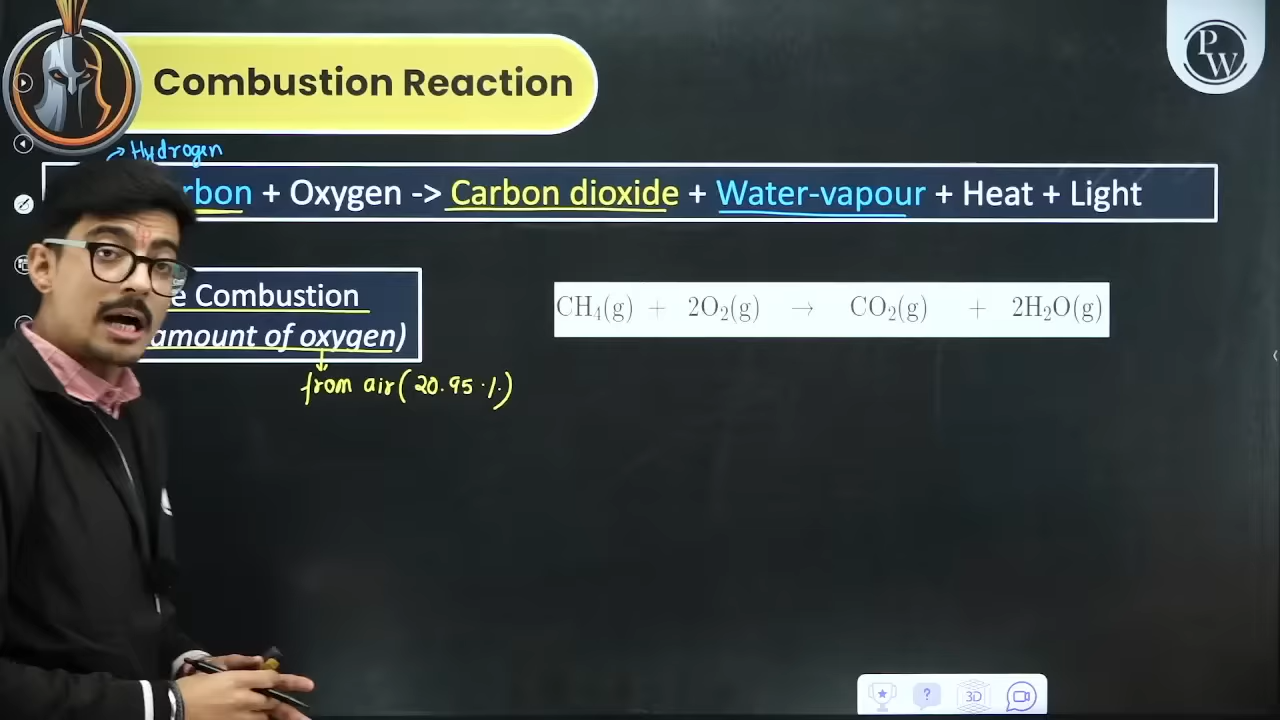 Combustion Reaction
PW
Hydrogen
rbon + Oxygen -> Carbon dioxide + Water-vapour + Heat + Light
e Combustion
amount of oxygen)
CH₄(g) + 2O₂(g) → CO₂(g) + 2H₂O(g)
from air (20.95%)
? 3D